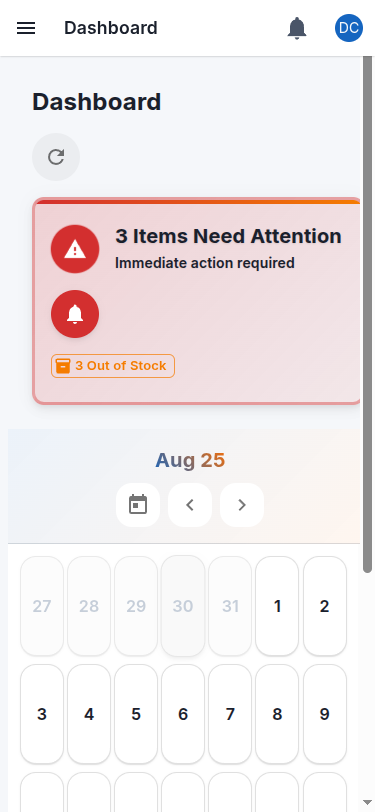 Dashboard
DC
Dashboard
3 Items Need Attention
Immediate action required
3 Out of Stock
Aug 25
27 28 29 30 31 1 2
3 4 5 6 7 8 9